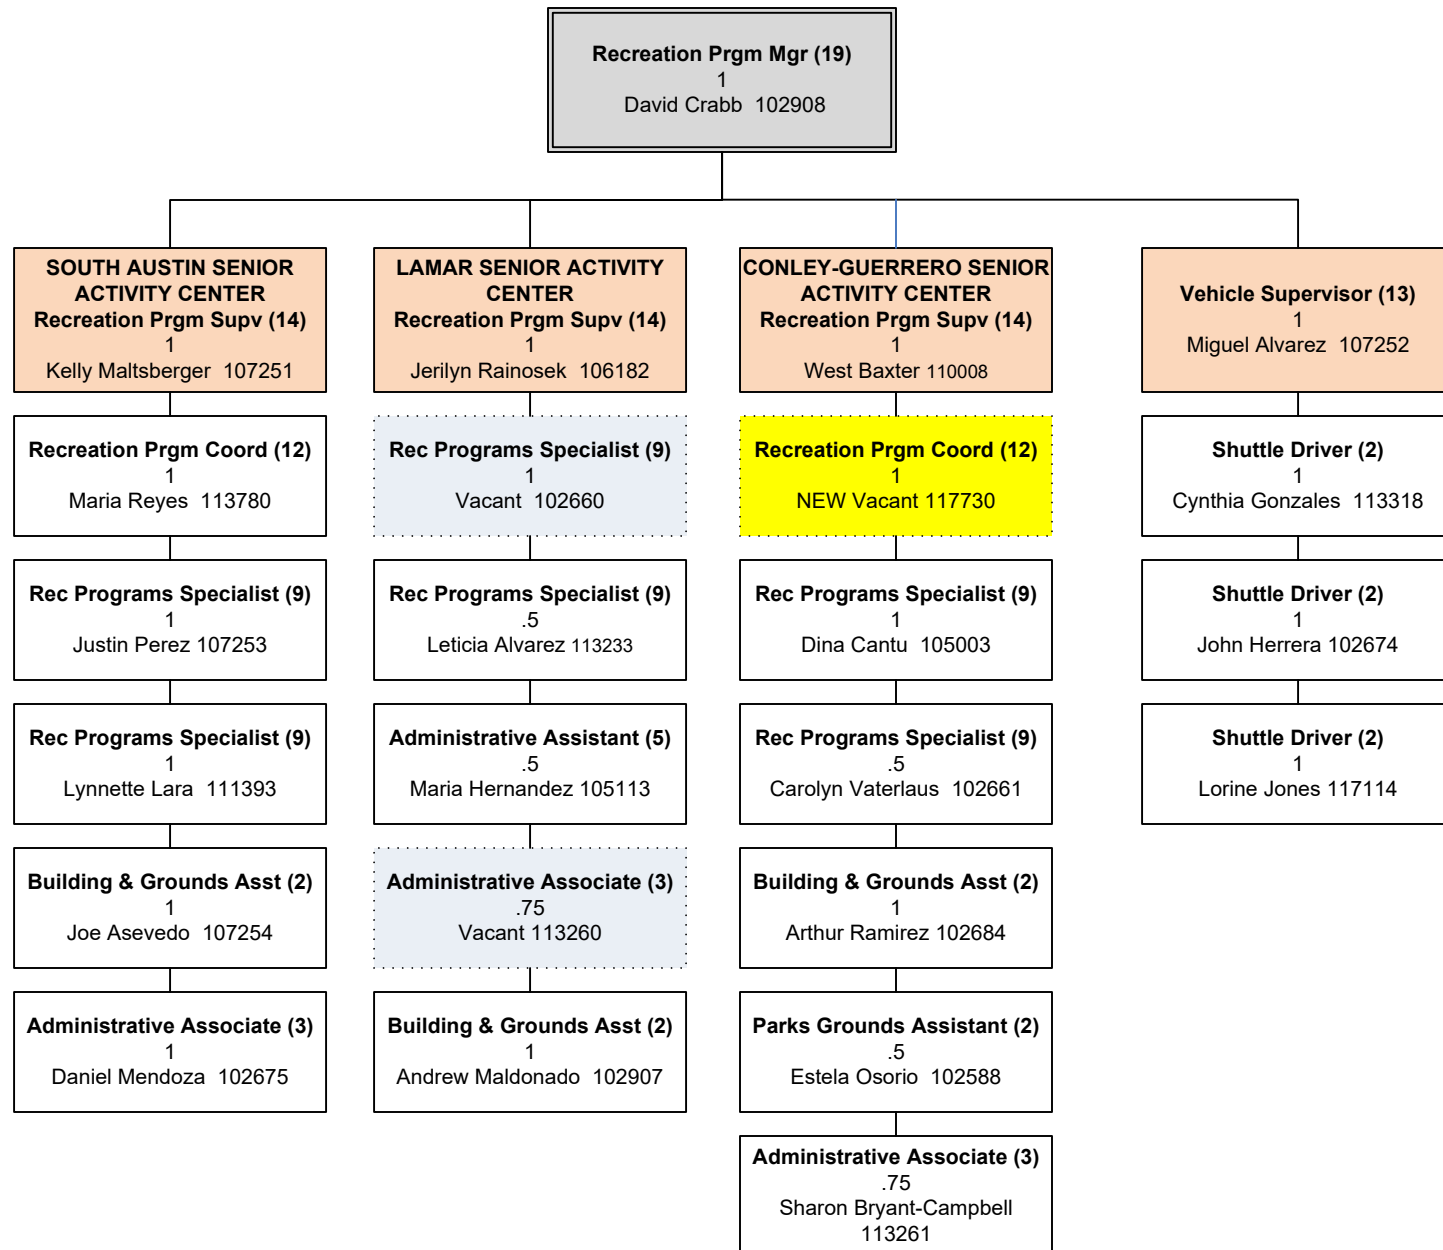 Recreation Prgm Mgr (19)
1
David Crabb 102908
SOUTH AUSTIN SENIOR
ACTIVITY CENTER
Recreation Prgm Supv (14)
1
Kelly Maltsberger 107251
Recreation Prgm Coord (12)
1
Maria Reyes 113780
Rec Programs Specialist (9)
1
Justin Perez 107253
Rec Programs Specialist (9)
1
Lynnette Lara 111393
Building & Grounds Asst (2)
1
Joe Asevedo 107254
Administrative Associate (3)
1
Daniel Mendoza 102675
LAMAR SENIOR ACTIVITY
CENTER
Recreation Prgm Supv (14)
1
Jerilyn Rainosek 106182
Rec Programs Specialist (9)
1
Vacant 102660
Rec Programs Specialist (9)
.5
Leticia Alvarez 113233
Administrative Assistant (5)
.5
Maria Hernandez 105113
Administrative Associate (3)
.75
Vacant 113260
Building & Grounds Asst (2)
1
Andrew Maldonado 102907
CONLEY-GUERRERO SENIOR
ACTIVITY CENTER
Recreation Prgm Supv (14)
1
West Baxter 110008
Recreation Prgm Coord (12)
1
NEW Vacant 117730
Rec Programs Specialist (9)
1
Dina Cantu 105003
Rec Programs Specialist (9)
.5
Carolyn Vaterlaus 102661
Building & Grounds Asst (2)
1
Arthur Ramirez 102684
Parks Grounds Assistant (2)
.5
Estela Osorio 102588
Administrative Associate (3)
.75
Sharon Bryant-Campbell
113261
Vehicle Supervisor (13)
1
Miguel Alvarez 107252
Shuttle Driver (2)
1
Cynthia Gonzales 113318
Shuttle Driver (2)
1
John Herrera 102674
Shuttle Driver (2)
1
Lorine Jones 117114